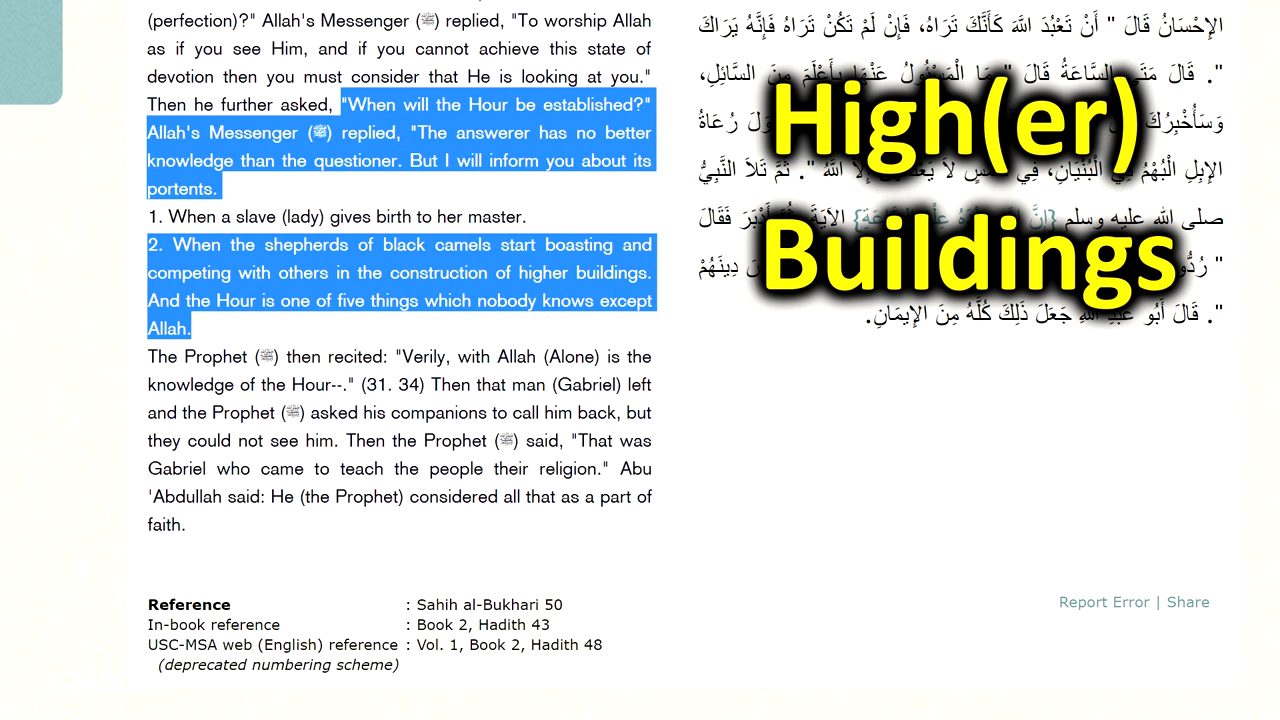 (perfection)?" Allah's Messenger (ﷺ) replied, "To worship Allah
as if you see Him, and if you cannot achieve this state of
devotion then you must consider that He is looking at you."
Then he further asked, "When will the Hour be established?"
Allah's Messenger (ﷺ) replied, "The answerer has no better
knowledge than the questioner. But I will inform you about its
portents.
1. When a slave (lady) gives birth to her master.
2. When the shepherds of black camels start boasting and
competing with others in the construction of higher buildings.
And the Hour is one of five things which nobody knows except
Allah.
The Prophet (ﷺ) then recited: "Verily, with Allah (Alone) is the
knowledge of the Hour--." (31. 34) Then that man (Gabriel) left
and the Prophet (ﷺ) asked his companions to call him back, but
they could not see him. Then the Prophet (ﷺ) said, "That was
Gabriel who came to teach the people their religion." Abu
'Abdullah said: He (the Prophet) considered all that as a part of
faith.
الإِحْسَانُ قَالَ " أَنْ تَعْبُدَ اللَّهَ كَأَنَّكَ تَرَاهُ، فَإِنْ لَمْ تَكُنْ تَرَاهُ فَإِنَّهُ يَرَاكَ
". قَالَ مَتَى السَّاعَةُ قَالَ " مَا الْمَسْئُولُ عَنْهَا بِأَعْلَمَ مِنَ السَّائِلِ،
وَسَأُخْبِرُكَ رُعَاةُ
الإِبِلِ الْبُهْمُ فِي الْبُنْيَانِ، فِي خَمْسٍ لاَ يَعْلَمُهُنَّ إِلاَّ اللَّهُ ". ثُمَّ تَلاَ النَّبِيُّ
صلى الله عليه وسلم {إِنَّ الآيَةَ. ثُمَّ أَدْبَرَ فَقَالَ
" دِينَهُمْ
". قَالَ أَبُو عَبْدِ اللَّهِ جَعَلَ ذَلِكَ كُلَّهُ مِنَ الإِيمَانِ.
High(er)
Buildings
Reference : Sahih al-Bukhari 50
In-book reference : Book 2, Hadith 43
USC-MSA web (English) reference : Vol. 1, Book 2, Hadith 48
(deprecated numbering scheme)
Report Error | Share